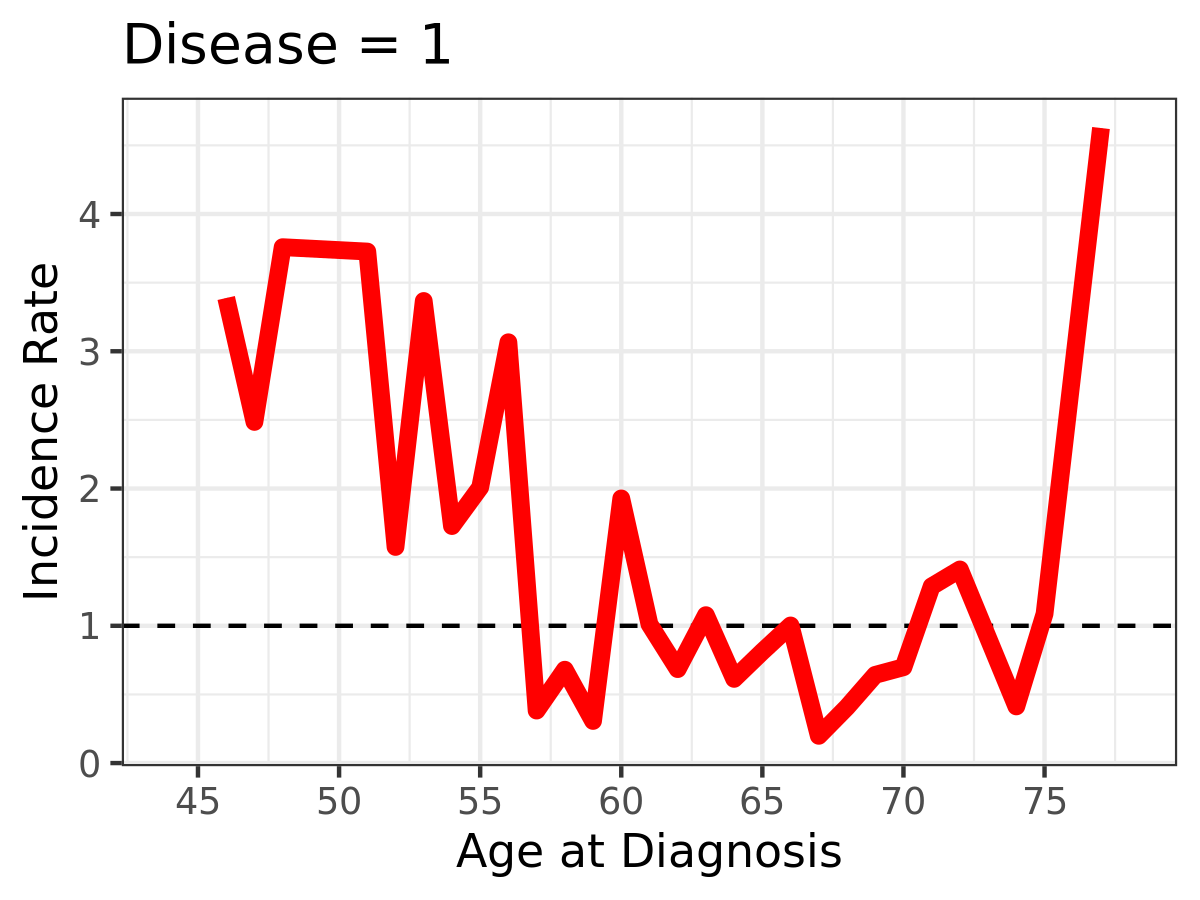 Disease = 1
Incidence Rate
4
3
2
1
0
45 50 55 60 65 70 75
Age at Diagnosis